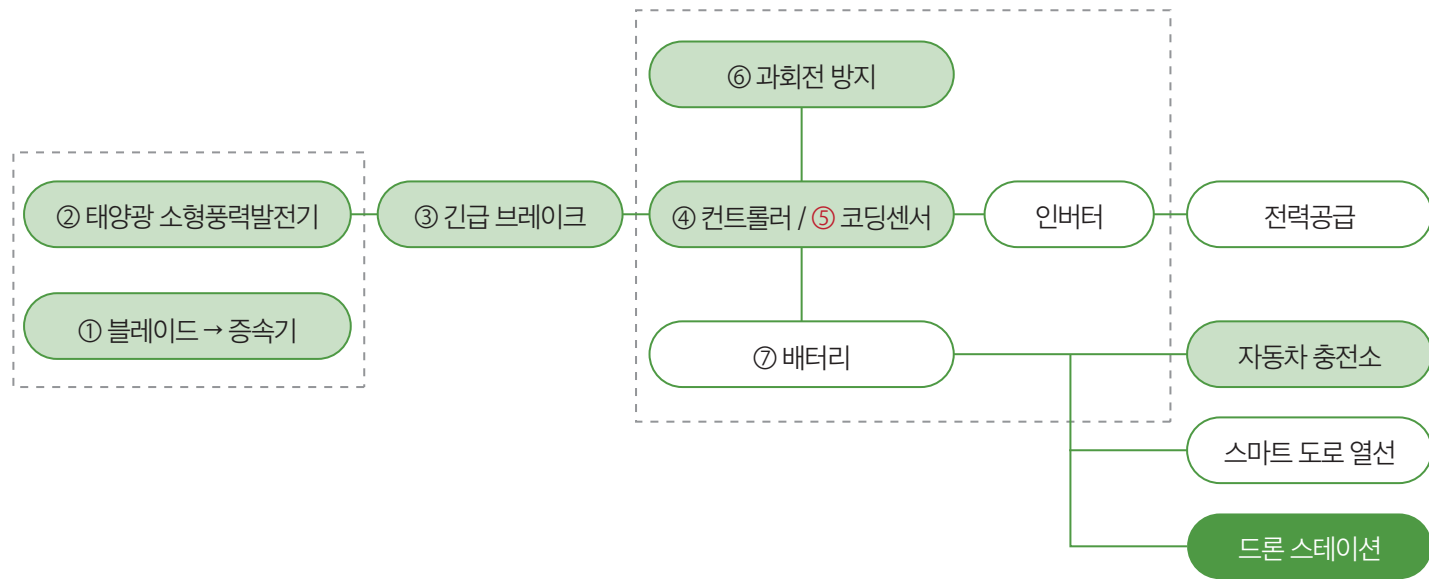 ⑥ 과회전 방지
② 태양광 소형풍력발전기
③ 긴급 브레이크
④ 컨트롤러 / ⑤ 코딩센서
인버터
전력공급
① 블레이드 → 증속기
⑦ 배터리
자동차 충전소
스마트 도로 열선
드론 스테이션